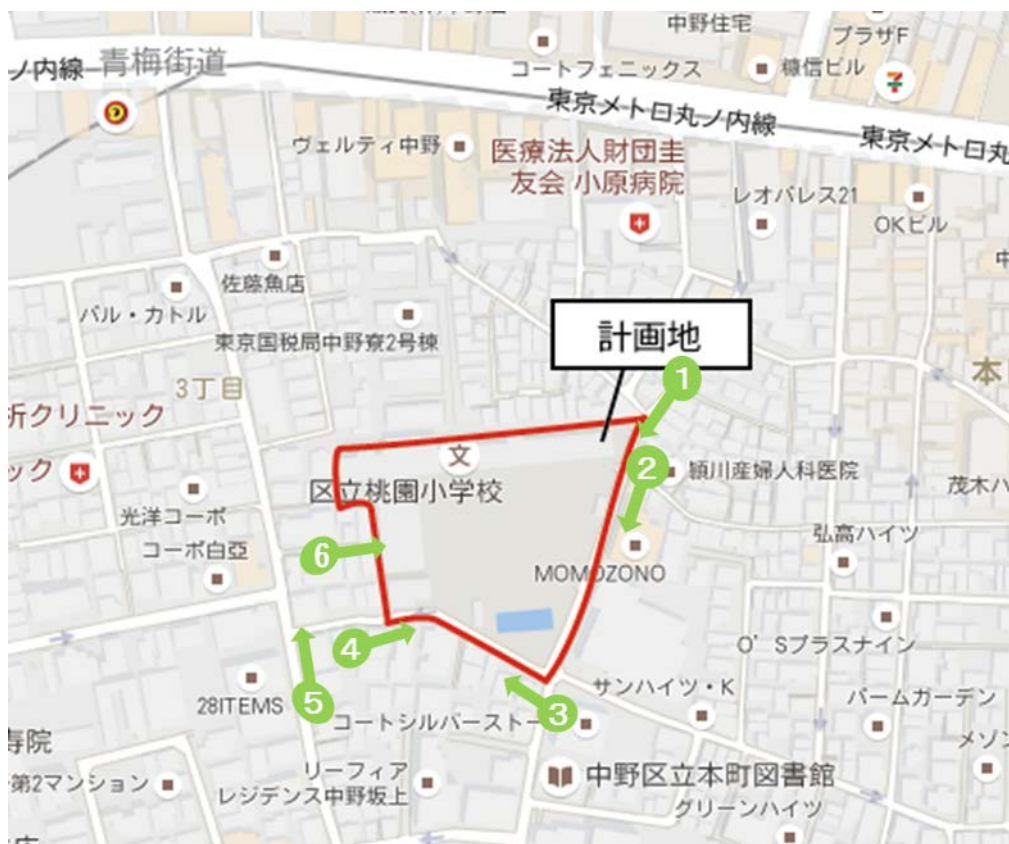 中野住宅
プラザF
コートフェニックス
糠信ビル
ノ内線
青梅街道
東京メトロ丸ノ内線
東京メトロ丸
ヴェルティ中野
医療法人財団圭
友会 小原病院
レオパレス21
OKビル
中
佐藤魚店
パル・カトル
東京国税局中野寮2号棟
計画地
3丁目
1
本
折クリニック
ック
文
2
頴川産婦人科医院
区立桃園小学校
茂木ハ
光洋コーポ
弘高ハイツ
コーポ白亜
6
MOMOZONO
4
O'Sプラスナイン
5
28ITEMS
サンハイツ・K
パームガーデン
コートシルバーストー
3
寿院
メゾン
第2マンション
リーフィア
レジデンス中野坂上
中野区立本町図書館
グリーンハイツ